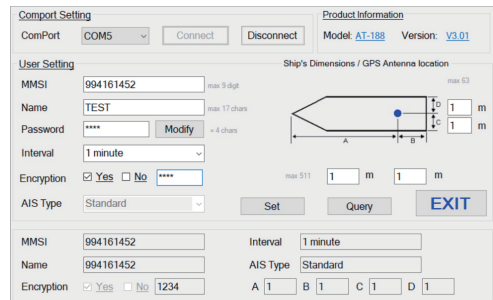 Comport Setting
Product Information
ComPort COM5 Connect Disconnect Model: AT-188 Version: V3.01
User Setting Ship's Dimensions / GPS Antenna location
MMSI 994161452 max 9 digit max 63
Name TEST max 17 chars D 1 m
Password **** Modify = 4 chars C 1 m
A B
Interval 1 minute
Encryption Yes No **** max 511 1 m 1 m
AIS Type Standard Set Query EXIT
MMSI 994161452 Interval 1 minute
Name 994161452 AIS Type Standard
Encryption Yes No 1234 A 1 B 1 C 1 D 1